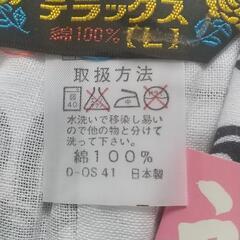 デラックス
綿100% 【L】
取扱方法
40
水洗いで移染し易い
ので他の物と分けて
洗って下さい。
綿100%
D-OS 41 日本製